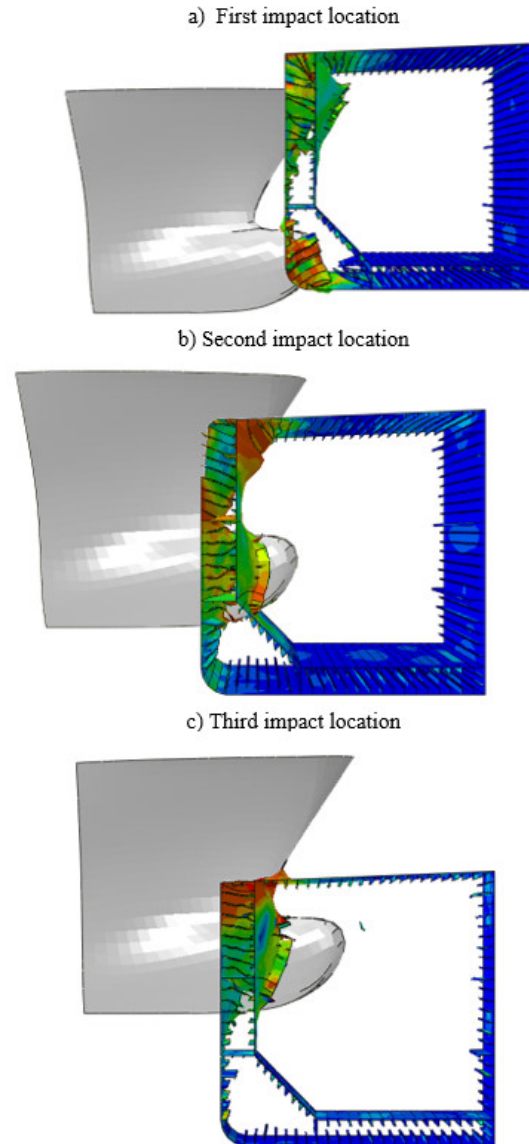 a) First impact location
b) Second impact location
c) Third impact location